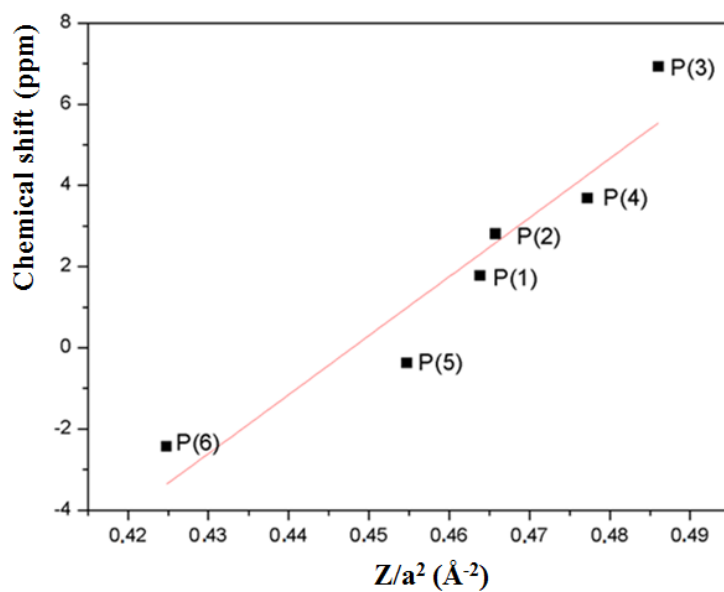 Chemical shift (ppm)
8
6
4
2
0
-2
-4
P(3)
P(4)
P(2)
P(1)
P(5)
P(6)
0.42 0.43 0.44 0.45 0.46 0.47 0.48 0.49
Z/a² (Å⁻²)